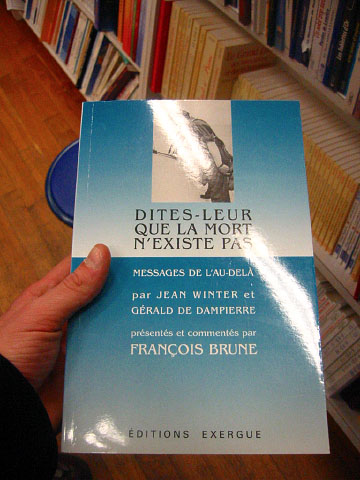 DITES-LEUR
QUE LA MORT
N'EXISTE PAS
MESSAGES DE L'AU-DELÀ
par JEAN WINTER et
GÉRALD DE DAMPIERRE
présentés et commentés par
FRANÇOIS BRUNE
ÉDITIONS EXERGUE